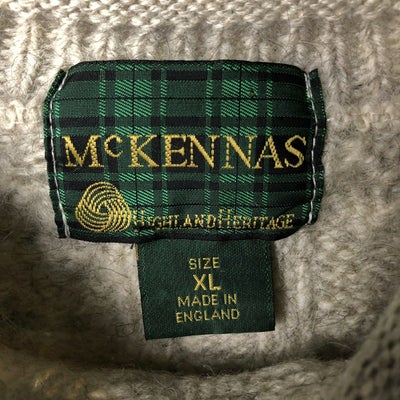 McKENNAS
HIGHLAND HERITAGE
SIZE
XL
MADE IN
ENGLAND